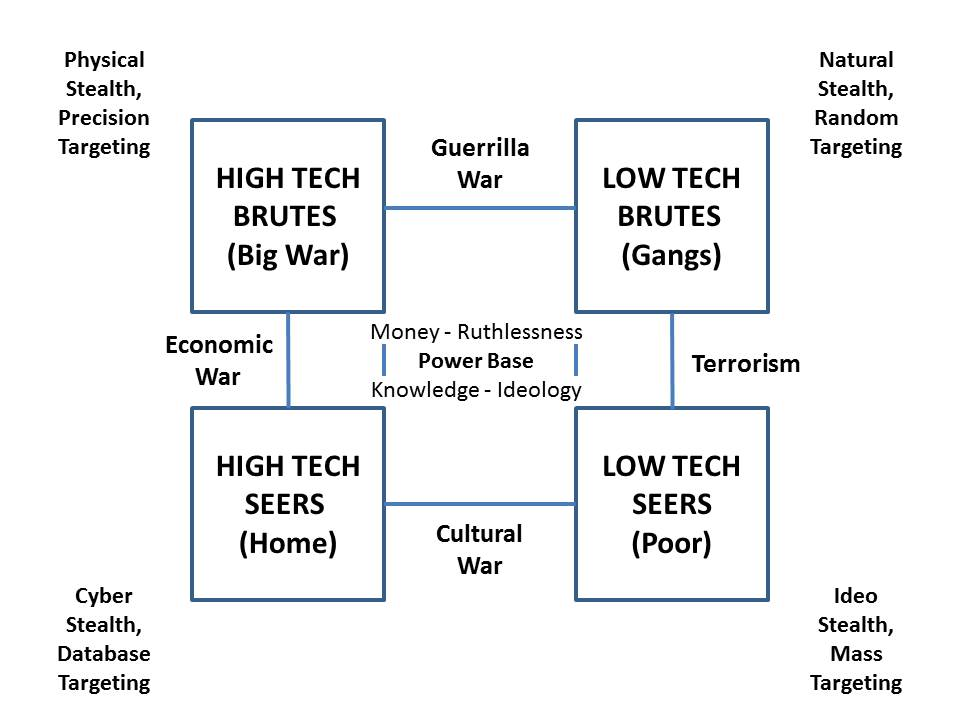 Physical
Stealth,
Precision
Targeting
Natural
Stealth,
Random
Targeting
HIGH TECH
BRUTES
(Big War)
Guerrilla
War
LOW TECH
BRUTES
(Gangs)
Economic
War
Money - Ruthlessness
Power Base
Knowledge - Ideology
Terrorism
HIGH TECH
SEERS
(Home)
Cultural
War
LOW TECH
SEERS
(Poor)
Cyber
Stealth,
Database
Targeting
Ideo
Stealth,
Mass
Targeting